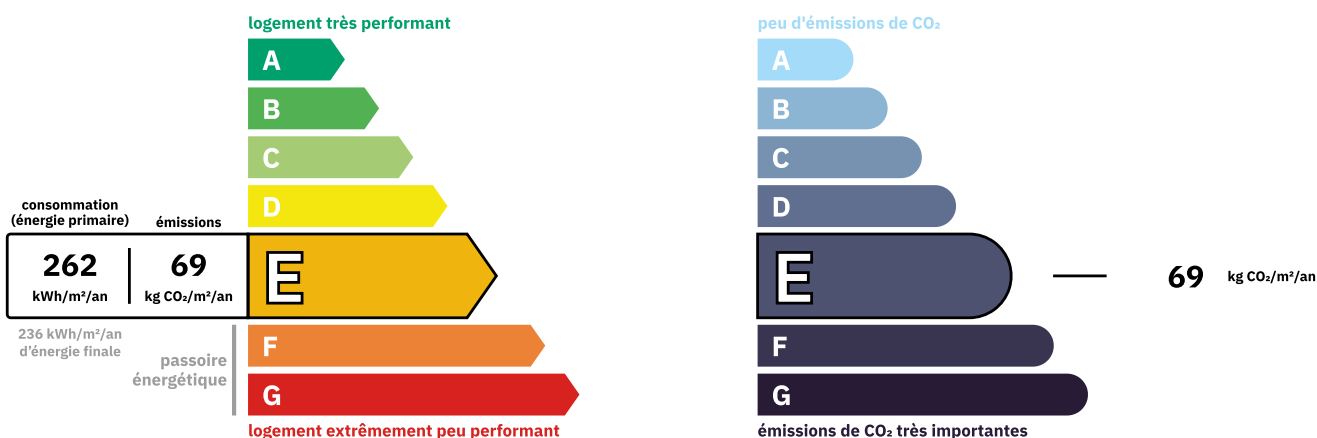 logement très performant
A
B
C
D
consommation
(énergie primaire)
émissions
262
kWh/m²/an
69
kg CO₂/m²/an
E
236 kWh/m²/an
d'énergie finale
passoire
énergétique
F
G
logement extrêmement peu performant
peu d'émissions de CO₂
A
B
C
D
E
69 kg CO₂/m²/an
F
G
émissions de CO₂ très importantes